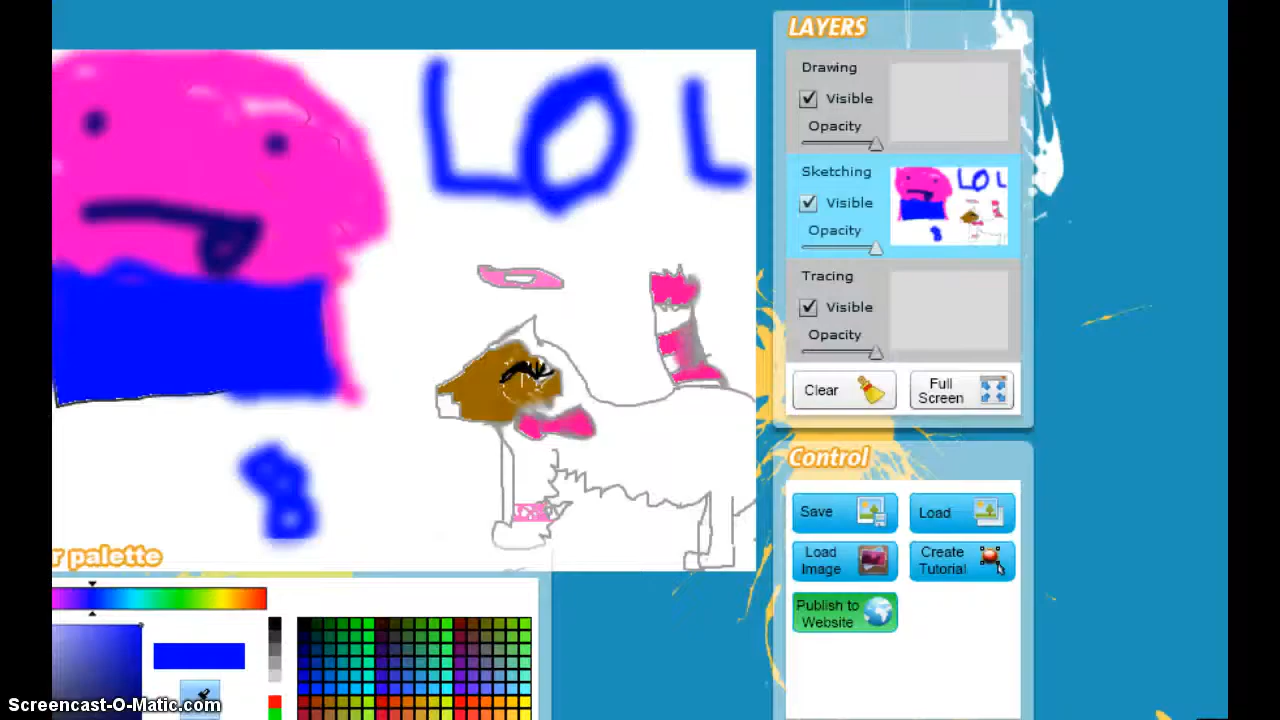 LOL
8
LAYERS
Drawing
Visible
Opacity
Sketching
Visible
Opacity
Tracing
Visible
Opacity
Clear
Full
Screen
Control
Save
Load
Load
Image
Create
Tutorial
Publish to
Website
r palette
Screencast-O-Matic.com